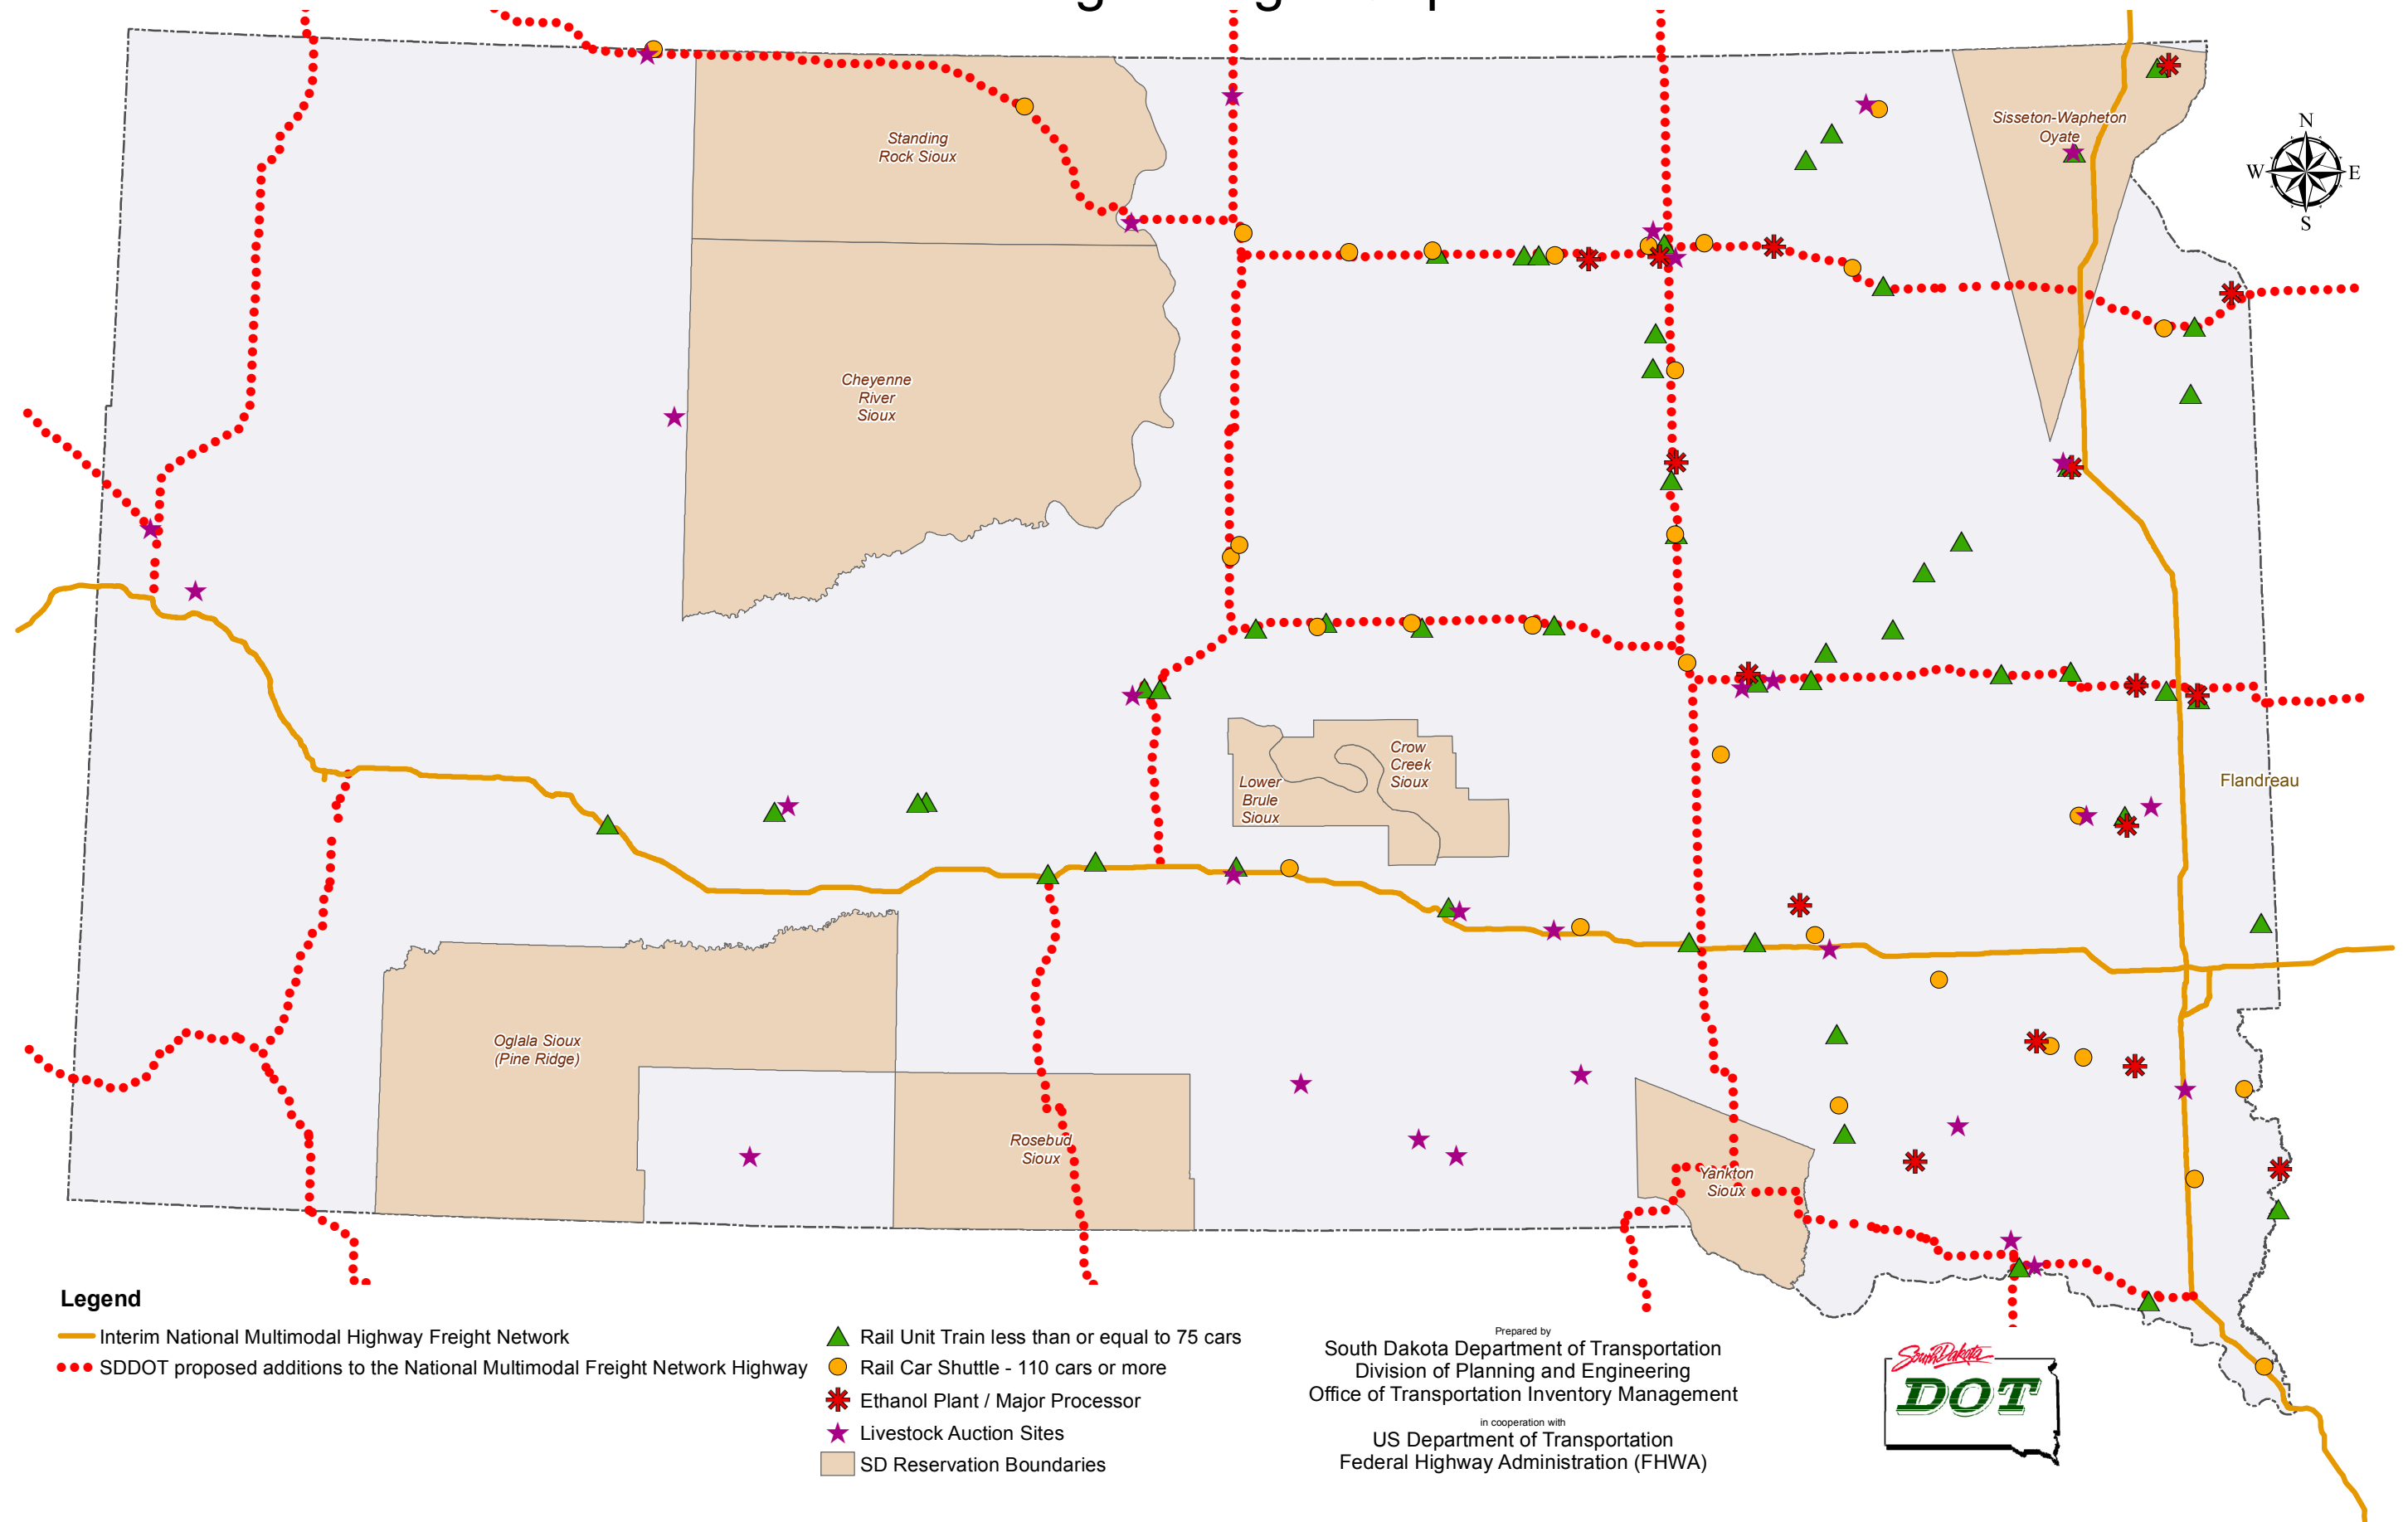 N
W
E
S
Standing
Rock Sioux
Sisseton-Wapheton
Oyate
Cheyenne
River
Sioux
Crow
Creek
Sioux
Lower
Brule
Sioux
Flandreau
Oglala Sioux
(Pine Ridge)
Rosebud
Sioux
Yankton
Sioux
Legend
Interim National Multimodal Highway Freight Network
SDDOT proposed additions to the National Multimodal Freight Network Highway
Rail Unit Train less than or equal to 75 cars
Rail Car Shuttle - 110 cars or more
Ethanol Plant / Major Processor
Livestock Auction Sites
SD Reservation Boundaries
Prepared by
South Dakota Department of Transportation
Division of Planning and Engineering
Office of Transportation Inventory Management
in cooperation with
US Department of Transportation
Federal Highway Administration (FHWA)
South Dakota
DOT